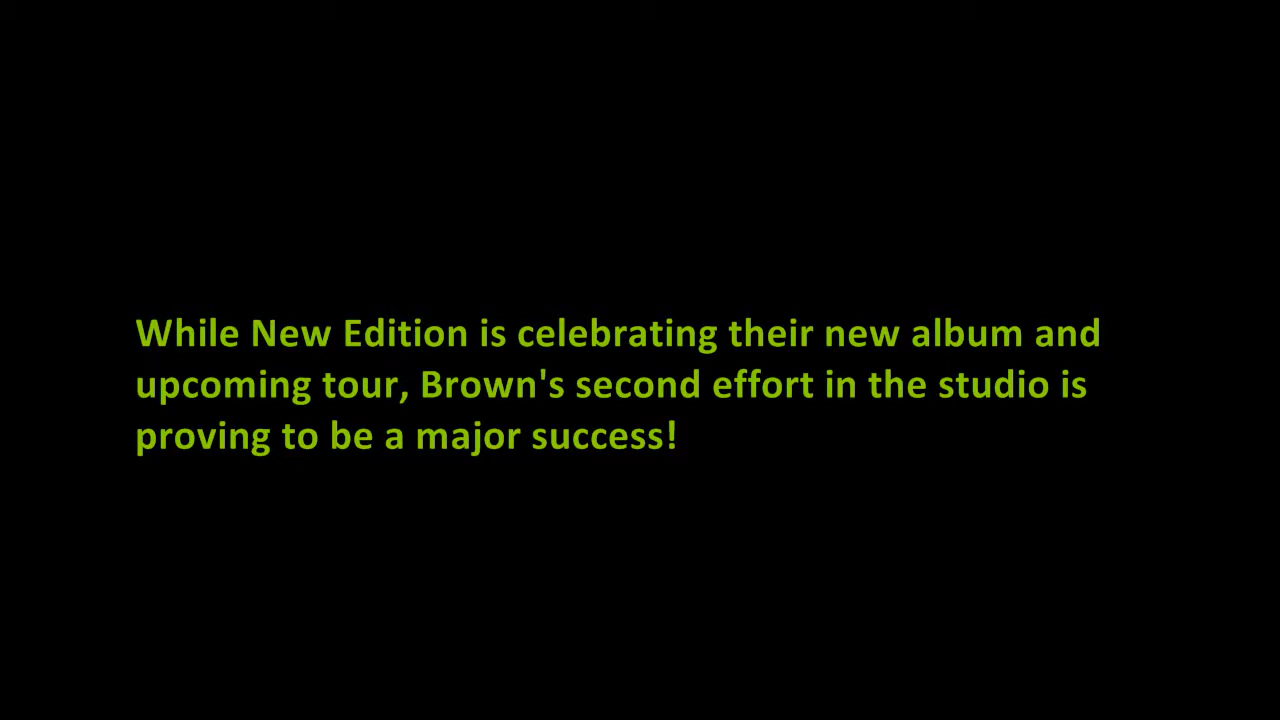 While New Edition is celebrating their new album and
upcoming tour, Brown's second effort in the studio is
proving to be a major success!